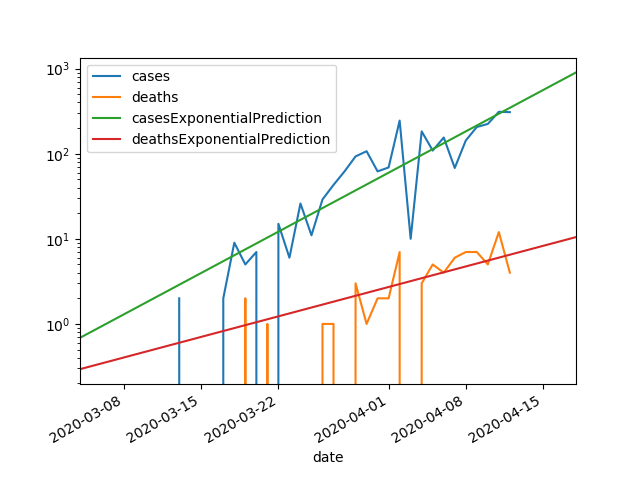 10³
10²
10¹
10⁰
cases
deaths
casesExponentialPrediction
deathsExponentialPrediction
2020-03-08
2020-03-15
2020-03-22
2020-04-01
2020-04-08
2020-04-15
date